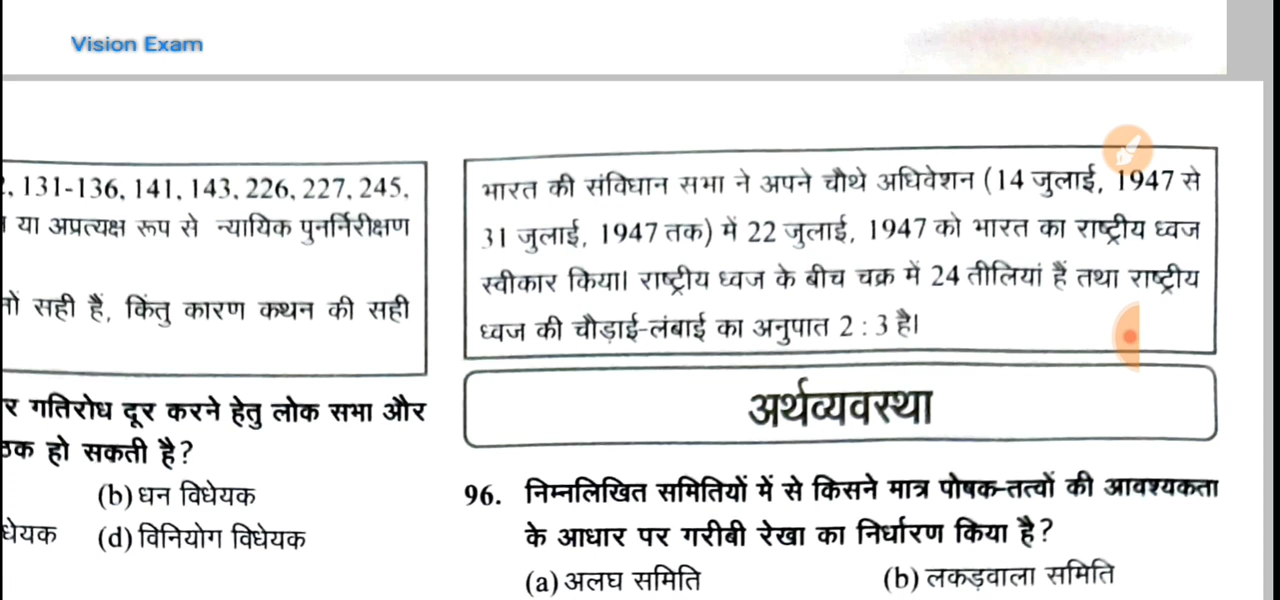 Vision Exam
131-136, 141, 143, 226, 227, 245,
या अप्रत्यक्ष रूप से न्यायिक पुनर्निरीक्षण
सही हैं, किंतु कारण कथन की सही
गतिरोध दूर करने हेतु लोक सभा और
हो सकती है?
(b) धन विधेयक
(d) विनियोग विधेयक
भारत की संविधान सभा ने अपने चौथे अधिवेशन (14 जुलाई, 1947 से
31 जुलाई, 1947 तक) में 22 जुलाई, 1947 को भारत का राष्ट्रीय ध्वज
स्वीकार किया। राष्ट्रीय ध्वज के बीच चक्र में 24 तीलियां हैं तथा राष्ट्रीय
ध्वज की चौड़ाई-लंबाई का अनुपात 2 : 3 है।
अर्थव्यवस्था
96. निम्नलिखित समितियों में से किसने मात्र पोषक-तत्वों की आवश्यकता
के आधार पर गरीबी रेखा का निर्धारण किया है?
(a) अलघ समिति (b) लकड़वाला समिति